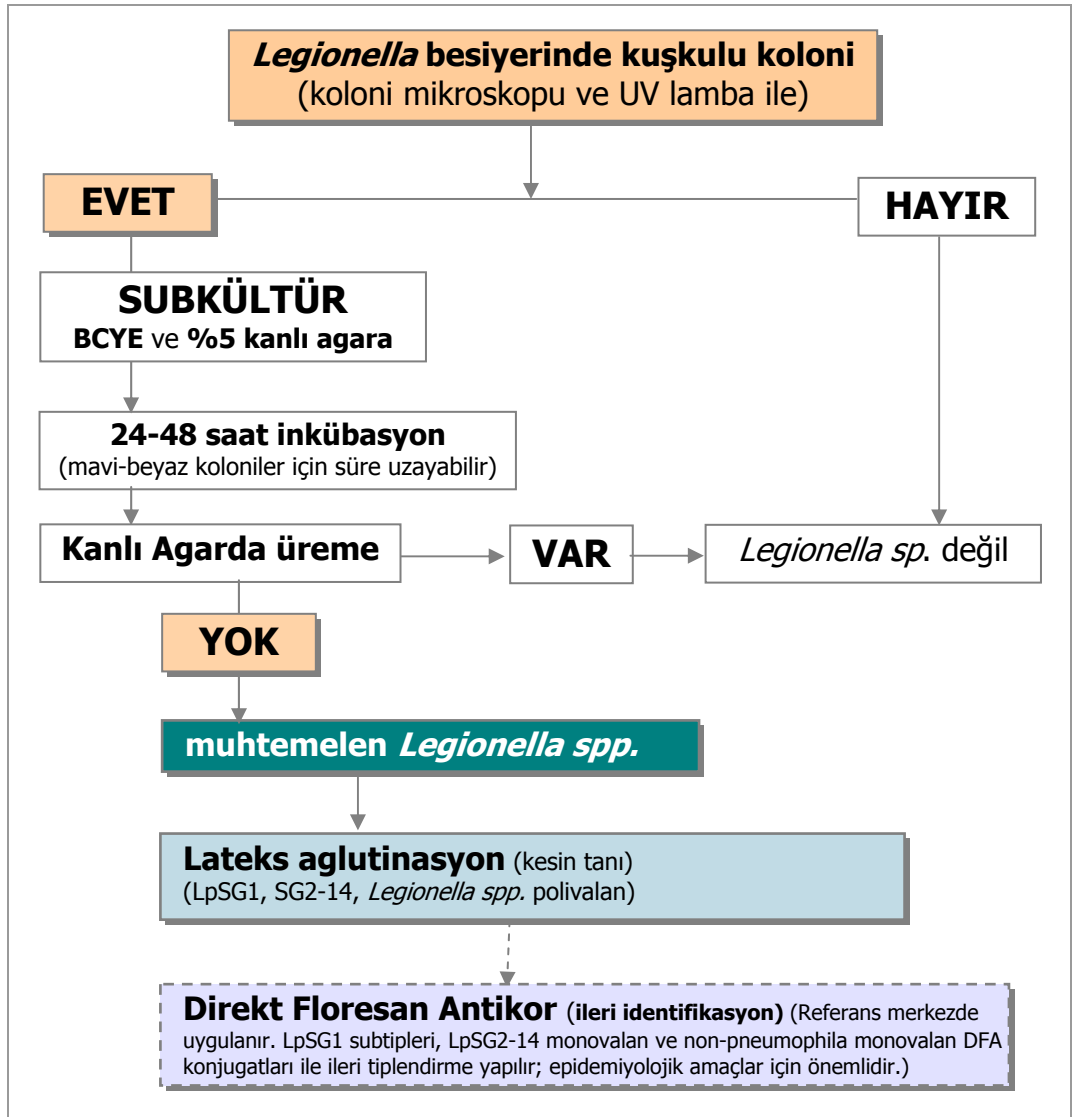 Legionella besiyerinde kuşkulu koloni
(koloni mikroskopu ve UV lamba ile)
EVET
HAYIR
SUBKÜLTÜR
BCYE ve %5 kanlı agara
24-48 saat inkübasyon
(mavi-beyaz koloniler için süre uzayabilir)
Kanlı Agarda üreme
VAR
Legionella sp. değil
YOK
muhtemelen Legionella spp.
Lateks aglutinasyon (kesin tanı)
(LpSG1, SG2-14, Legionella spp. polivalan)
Direkt Floresan Antikor (ileri identifikasyon) (Referans merkezde
uygulanır. LpSG1 subtipleri, LpSG2-14 monovalan ve non-pneumophila monovalan DFA
konjugatları ile ileri tiplendirme yapılır; epidemiyolojik amaçlar için önemlidir.)